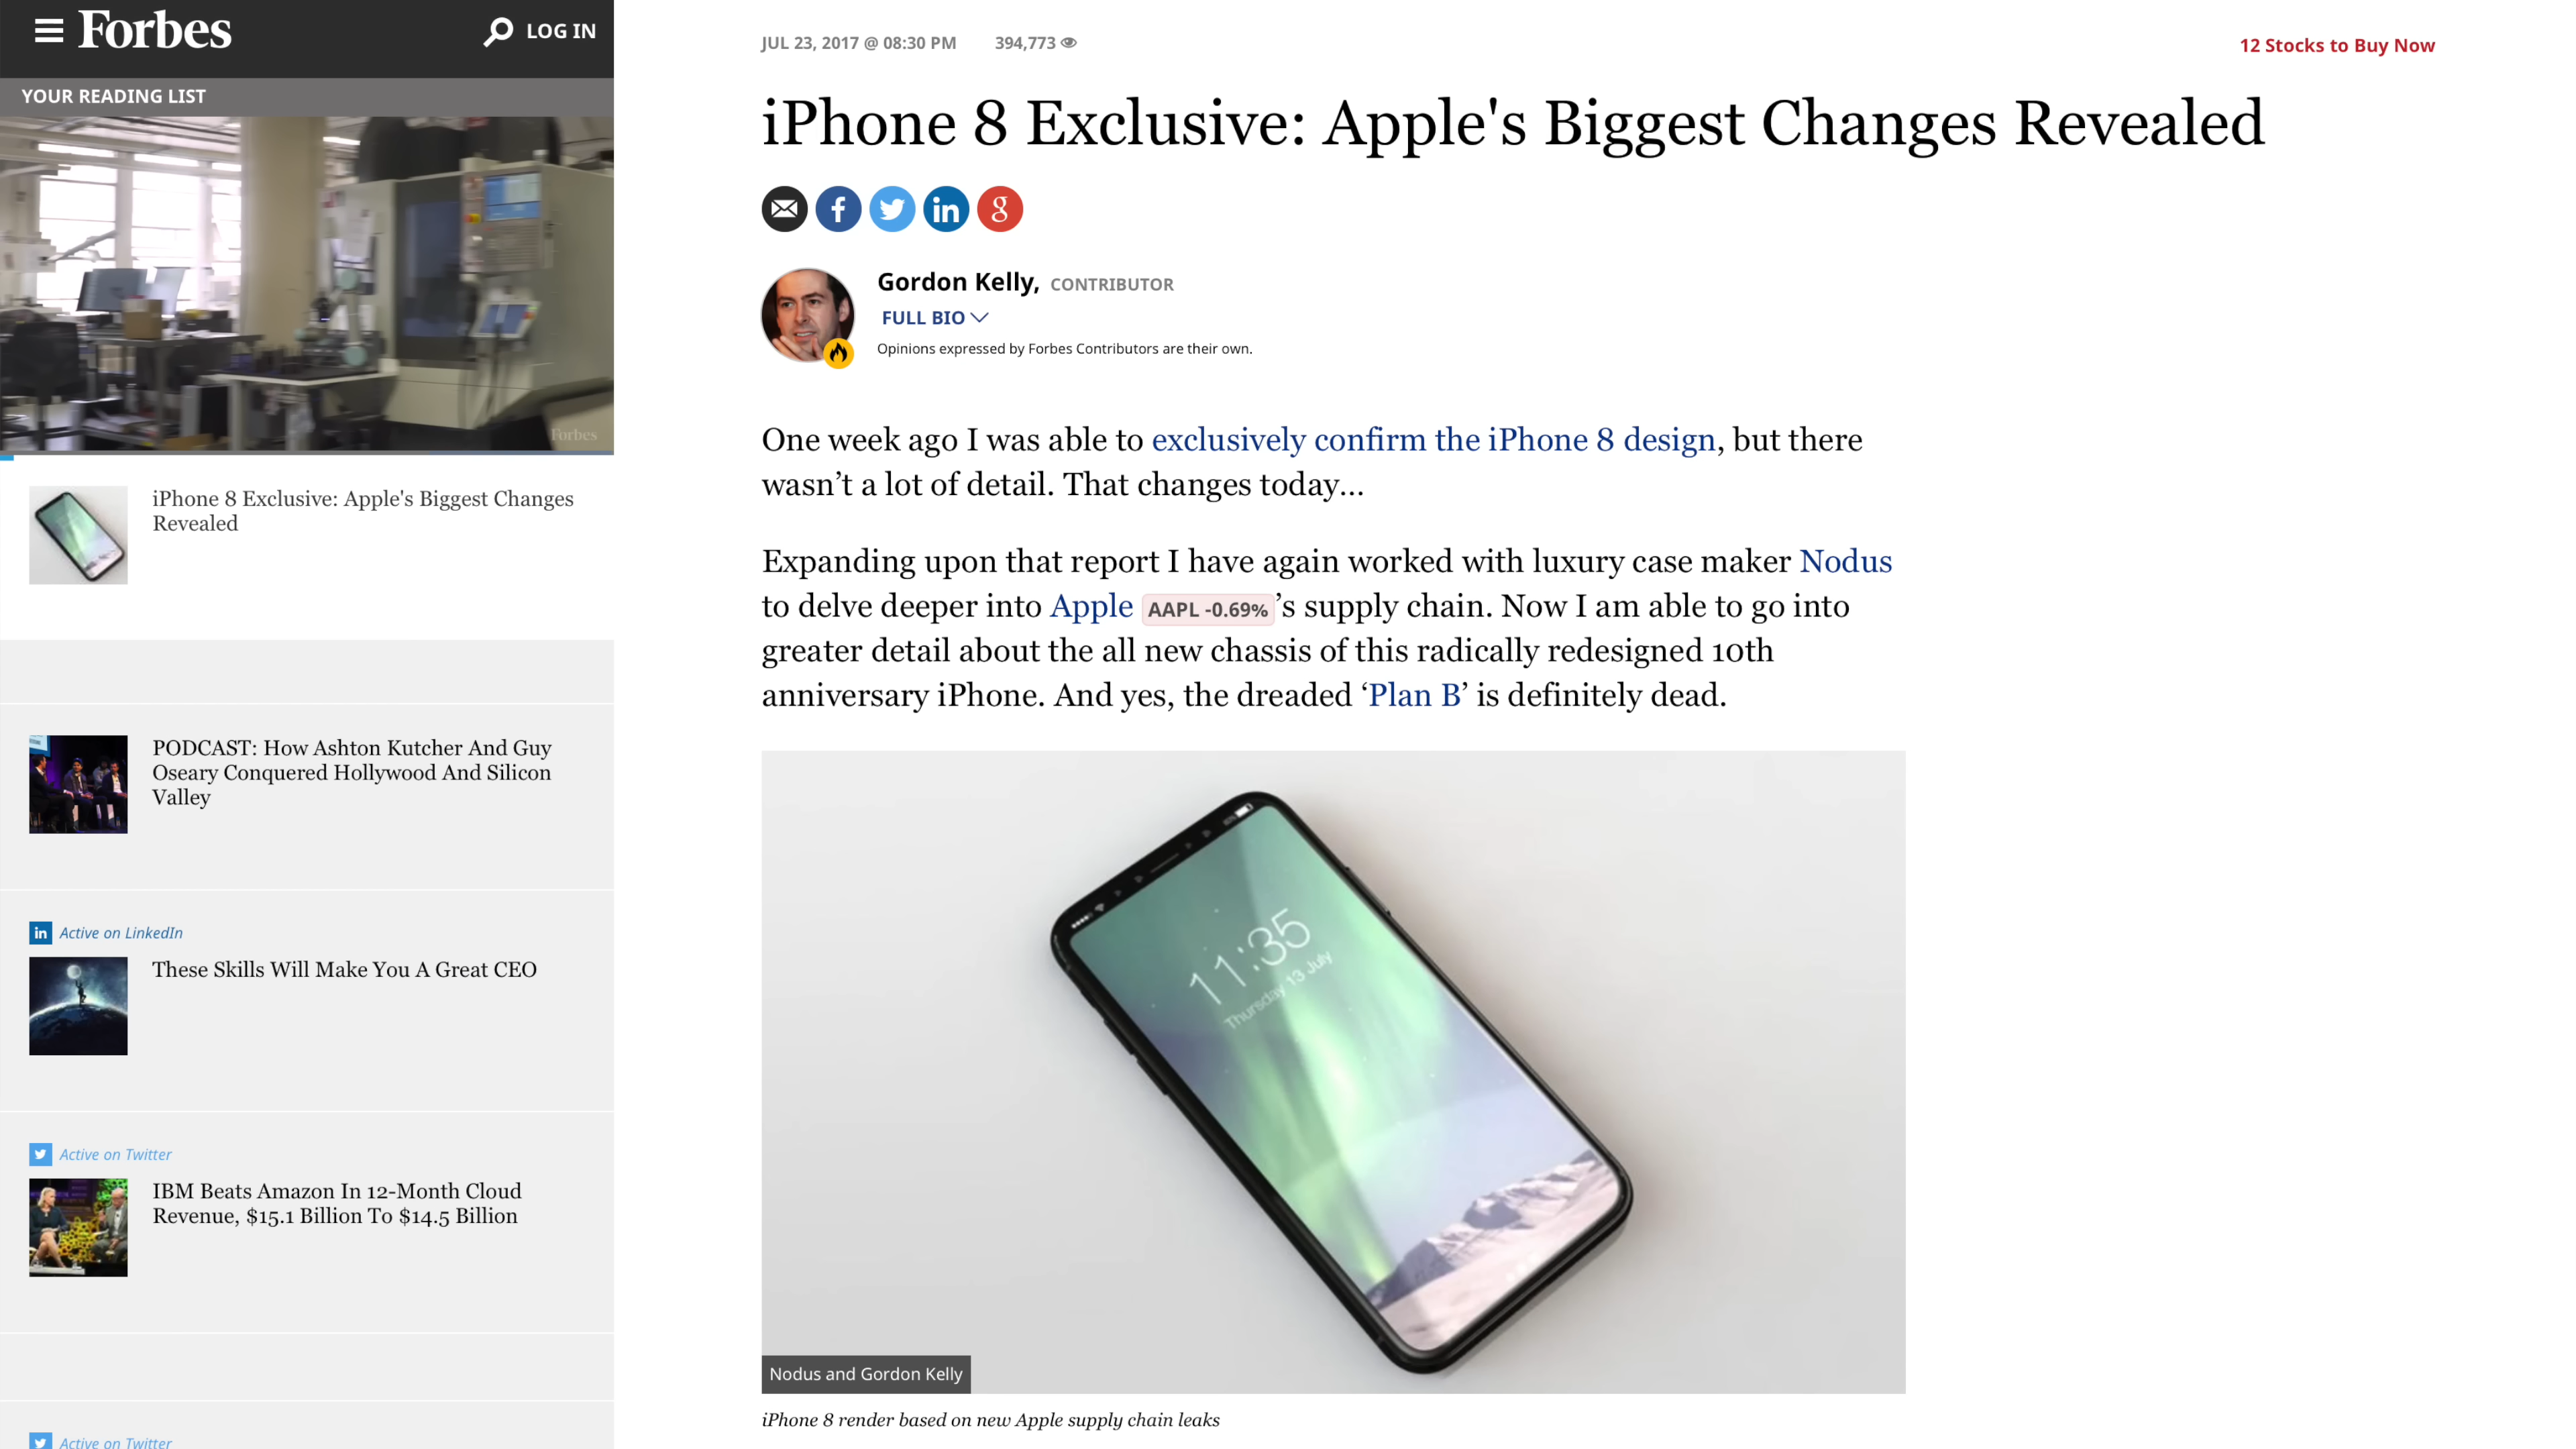 Forbes
LOG IN
YOUR READING LIST
Forbes
iPhone 8 Exclusive: Apple's Biggest Changes
Revealed
PODCAST: How Ashton Kutcher And Guy
Oseary Conquered Hollywood And Silicon
Valley
in Active on LinkedIn
These Skills Will Make You A Great CEO
Active on Twitter
IBM Beats Amazon In 12-Month Cloud
Revenue, $15.1 Billion To $14.5 Billion
Active on Twitter
JUL 23, 2017 @ 08:30 PM 394,773
12 Stocks to Buy Now
iPhone 8 Exclusive: Apple's Biggest Changes Revealed
f in g
Gordon Kelly, CONTRIBUTOR
FULL BIO
Opinions expressed by Forbes Contributors are their own.
One week ago I was able to exclusively confirm the iPhone 8 design, but there
wasn’t a lot of detail. That changes today…
Expanding upon that report I have again worked with luxury case maker Nodus
to delve deeper into Apple AAPL -0.69% ’s supply chain. Now I am able to go into
greater detail about the all new chassis of this radically redesigned 10th
anniversary iPhone. And yes, the dreaded ‘Plan B’ is definitely dead.
11:35
Thursday 13 July
Nodus and Gordon Kelly
iPhone 8 render based on new Apple supply chain leaks